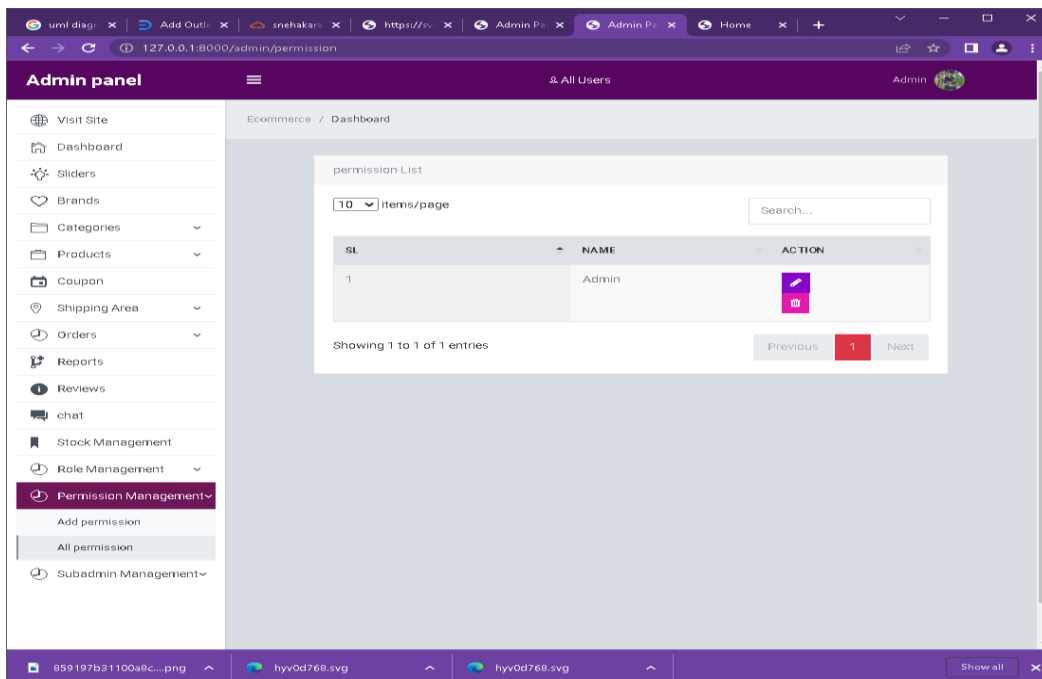 uml diagr
Add Outl
snehakar
https://sv
Admin Pa
Admin Pa
Home
127.0.0.1:8000/admin/permission
Admin panel
All Users
Admin
Visit Site
Dashboard
Sliders
Brands
Categories
Products
Coupon
Shipping Area
Orders
Reports
Reviews
chat
Stock Management
Role Management
Permission Management
Add permission
All permission
Subadmin Management
Ecommerce / Dashboard
permission List
10 items/page
Search...
SL NAME ACTION
1 Admin
Showing 1 to 1 of 1 entries
Previous 1 Next
859197b31100a8c....png
hyv0d768.svg
hyv0d768.svg
Show all